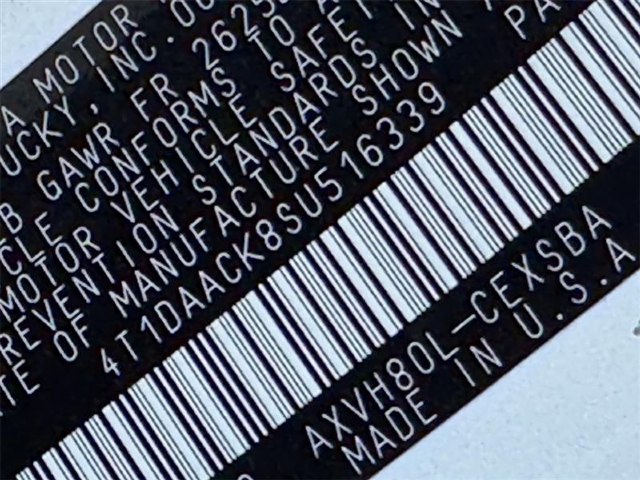 A MOTOR
UCKY, INC.
B GAWR FR 2625
CLE CONFORMS TO
MOTOR VEHICLE SAFET
REVENTION STANDARDS IN
TE OF MANUFACTURE SHOWN
4T1DAACK8SU516339 PA
AXVH80L-CEXSBA
MADE IN U.S.A